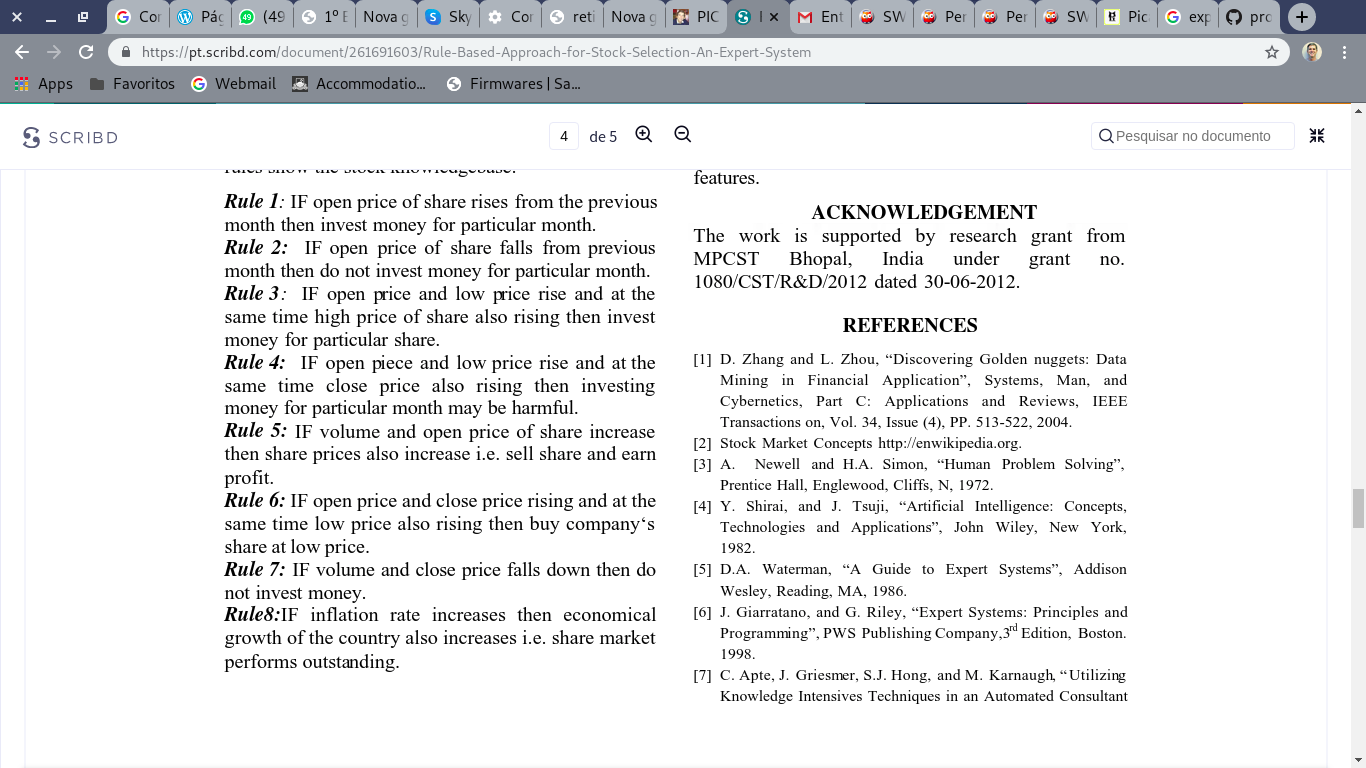 Cor
Pág
(49
1º E
Nova g
Sky
Cor
reti
Nova g
PIC
Ent
SW
Per
Per
SW
Pica
exp
pro
https://pt.scribd.com/document/261691603/Rule-Based-Approach-for-Stock-Selection-An-Expert-System
Apps Favoritos Webmail Accommodatio... Firmwares | Sa...
SCRIBD 4 de 5 Pesquisar no documento
rules show the stock knowledgebase.
Rule 1: IF open price of share rises from the previous
month then invest money for particular month.
Rule 2: IF open price of share falls from previous
month then do not invest money for particular month.
Rule 3: IF open price and low price rise and at the
same time high price of share also rising then invest
money for particular share.
Rule 4: IF open piece and low price rise and at the
same time close price also rising then investing
money for particular month may be harmful.
Rule 5: IF volume and open price of share increase
then share prices also increase i.e. sell share and earn
profit.
Rule 6: IF open price and close price rising and at the
same time low price also rising then buy company‘s
share at low price.
Rule 7: IF volume and close price falls down then do
not invest money.
Rule8:IF inflation rate increases then economical
growth of the country also increases i.e. share market
performs outstanding.
features.
ACKNOWLEDGEMENT
The work is supported by research grant from
MPCST Bhopal, India under grant no.
1080/CST/R&D/2012 dated 30-06-2012.
REFERENCES
[1] D. Zhang and L. Zhou, “Discovering Golden nuggets: Data
Mining in Financial Application”, Systems, Man, and
Cybernetics, Part C: Applications and Reviews, IEEE
Transactions on, Vol. 34, Issue (4), PP. 513-522, 2004.
[2] Stock Market Concepts http://enwikipedia.org.
[3] A. Newell and H.A. Simon, “Human Problem Solving”,
Prentice Hall, Englewood, Cliffs, N, 1972.
[4] Y. Shirai, and J. Tsuji, “Artificial Intelligence: Concepts,
Technologies and Applications”, John Wiley, New York,
1982.
[5] D.A. Waterman, “A Guide to Expert Systems”, Addison
Wesley, Reading, MA, 1986.
[6] J. Giarratano, and G. Riley, “Expert Systems: Principles and
Programming”, PWS Publishing Company,3rd Edition, Boston.
1998.
[7] C. Apte, J. Griesmer, S.J. Hong, and M. Karnaugh, “Utilizing
Knowledge Intensives Techniques in an Automated Consultant